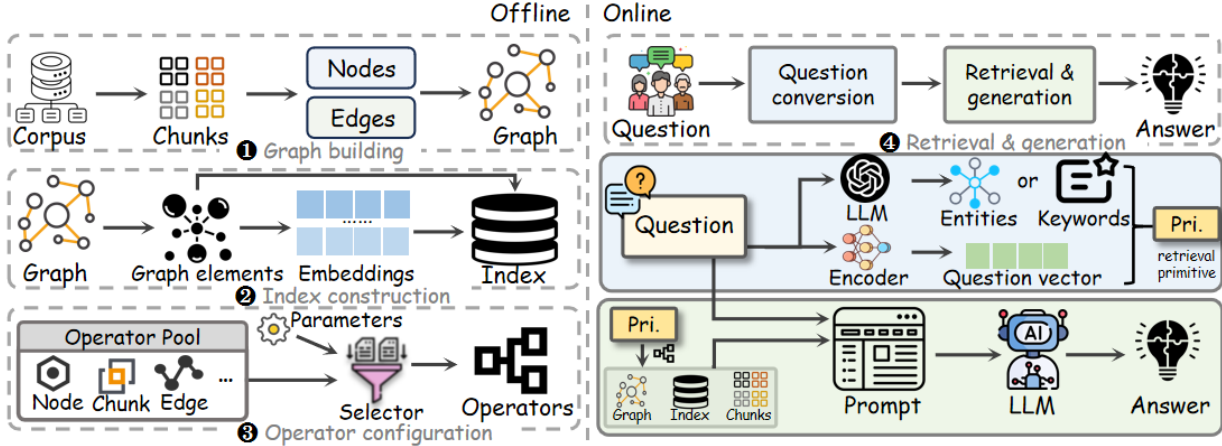 Offline
Online
Corpus
Chunks
Nodes
Edges
Graph
❶ Graph building
Graph
Graph elements
......
Embeddings
Index
❷ Index construction
Operator Pool
Node
Chunk
Edge
...
Parameters
Selector
Operators
❸ Operator configuration
Question
Question
conversion
Retrieval &
generation
Answer
❹ Retrieval & generation
?
Question
LLM
Entities
or
Keywords
Encoder
Question vector
Pri.
retrieval
primitive
Pri.
Graph
Index
Chunks
Prompt
AI
LLM
Answer